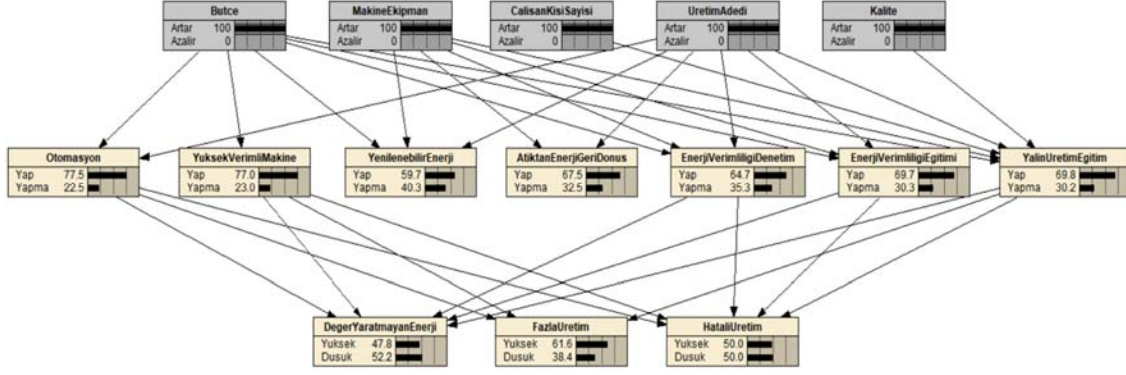 Butce
Artar 100
Azalir 0
MakineEkipman
Artar 100
Azalir 0
CalisanKisiSayisi
Artar 100
Azalir 0
UretimAdedi
Artar 100
Azalir 0
Kalite
Artar 100
Azalir 0
Otomasyon
Yap 77.5
Yapma 22.5
YuksekVerimliMakine
Yap 77.0
Yapma 23.0
YenilenebilirEnerji
Yap 59.7
Yapma 40.3
AtiktanEnerjiGeriDonus
Yap 67.5
Yapma 32.5
EnerjiVerimliligiDenetim
Yap 64.7
Yapma 35.3
EnerjiVerimliligiEgitimi
Yap 69.7
Yapma 30.3
YalinUretimEgitim
Yap 69.8
Yapma 30.2
DegerYaratmayanEnerji
Yuksek 47.8
Dusuk 52.2
FazlaUretim
Yuksek 61.6
Dusuk 38.4
HataliUretim
Yuksek 50.0
Dusuk 50.0